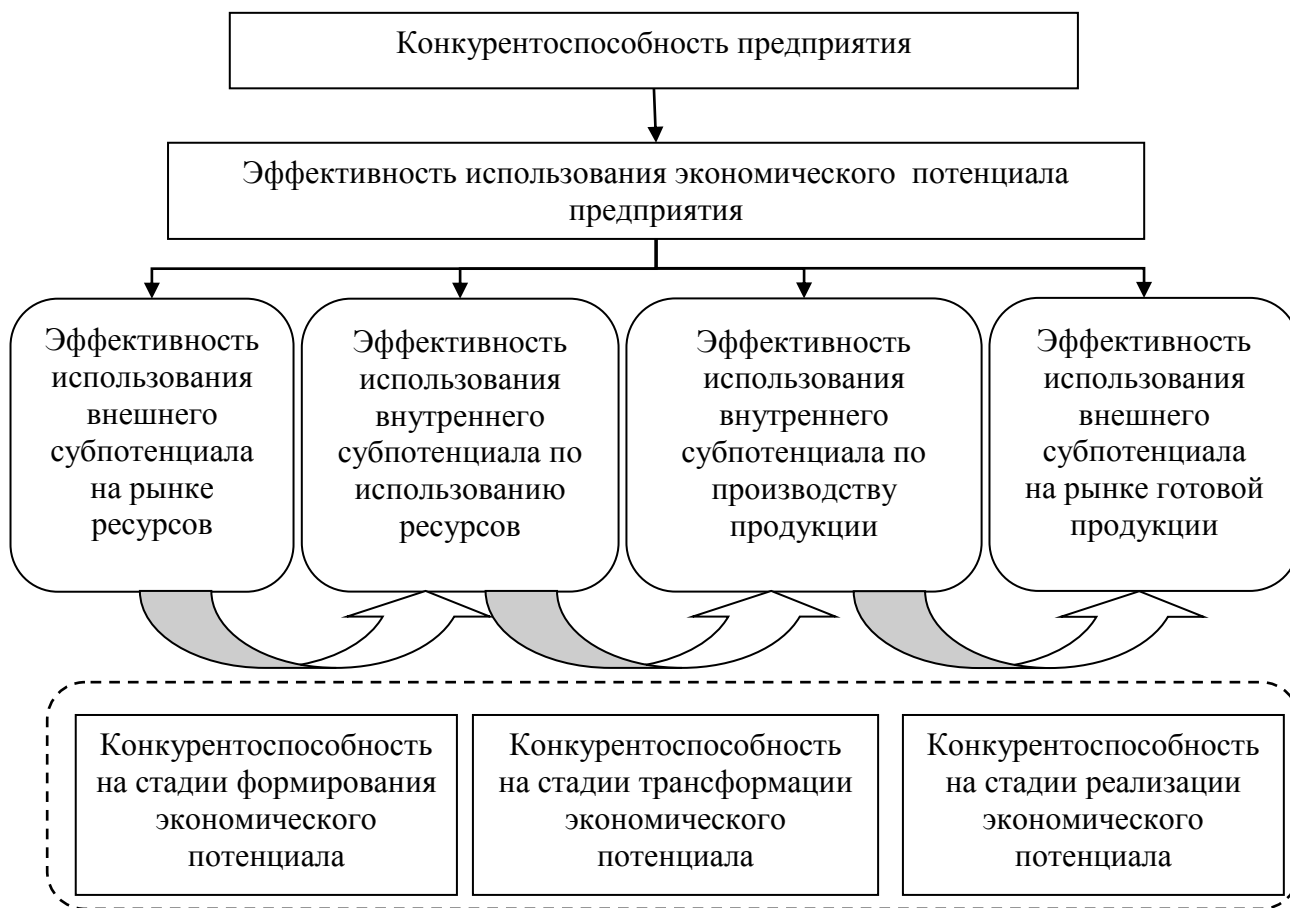 Конкурентоспособность предприятия
Эффективность использования экономического потенциала
предприятия
Эффективность
использования
внешнего
субпотенциала
на рынке
ресурсов
Эффективность
использования
внутреннего
субпотенциала по
использованию
ресурсов
Эффективность
использования
внутреннего
субпотенциала по
производству
продукции
Эффективность
использования
внешнего
субпотенциала
на рынке готовой
продукции
Конкурентоспособность
на стадии формирования
экономического
потенциала
Конкурентоспособность
на стадии трансформации
экономического
потенциала
Конкурентоспособность
на стадии реализации
экономического
потенциала